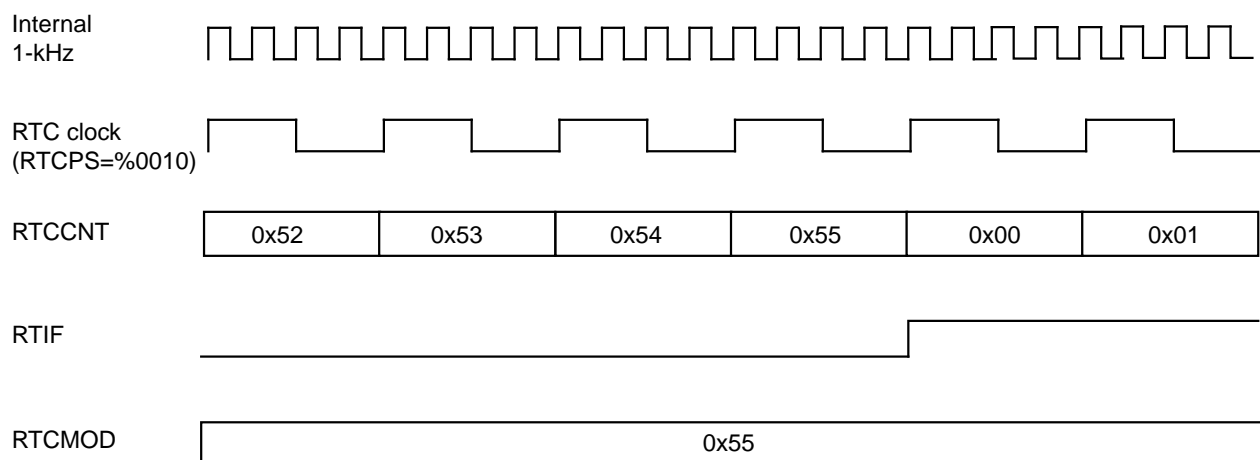 Internal
1-kHz
RTC clock
(RTCPS=%0010)
RTCCNT
0x52 0x53 0x54 0x55 0x00 0x01
RTIF
RTCMOD
0x55